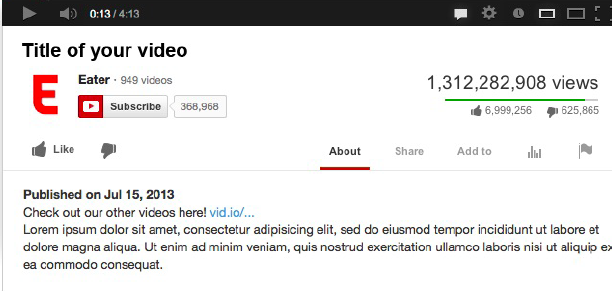 0:13 / 4:13
Title of your video
E
Eater · 949 videos
Subscribe 368,968
1,312,282,908 views
6,999,256 625,865
Like About Share Add to
Published on Jul 15, 2013
Check out our other videos here! vid.io/...
Lorem ipsum dolor sit amet, consectetur adipisicing elit, sed do eiusmod tempor incididunt ut labore et
dolore magna aliqua. Ut enim ad minim veniam, quis nostrud exercitation ullamco laboris nisi ut aliquip ex
ea commodo consequat.